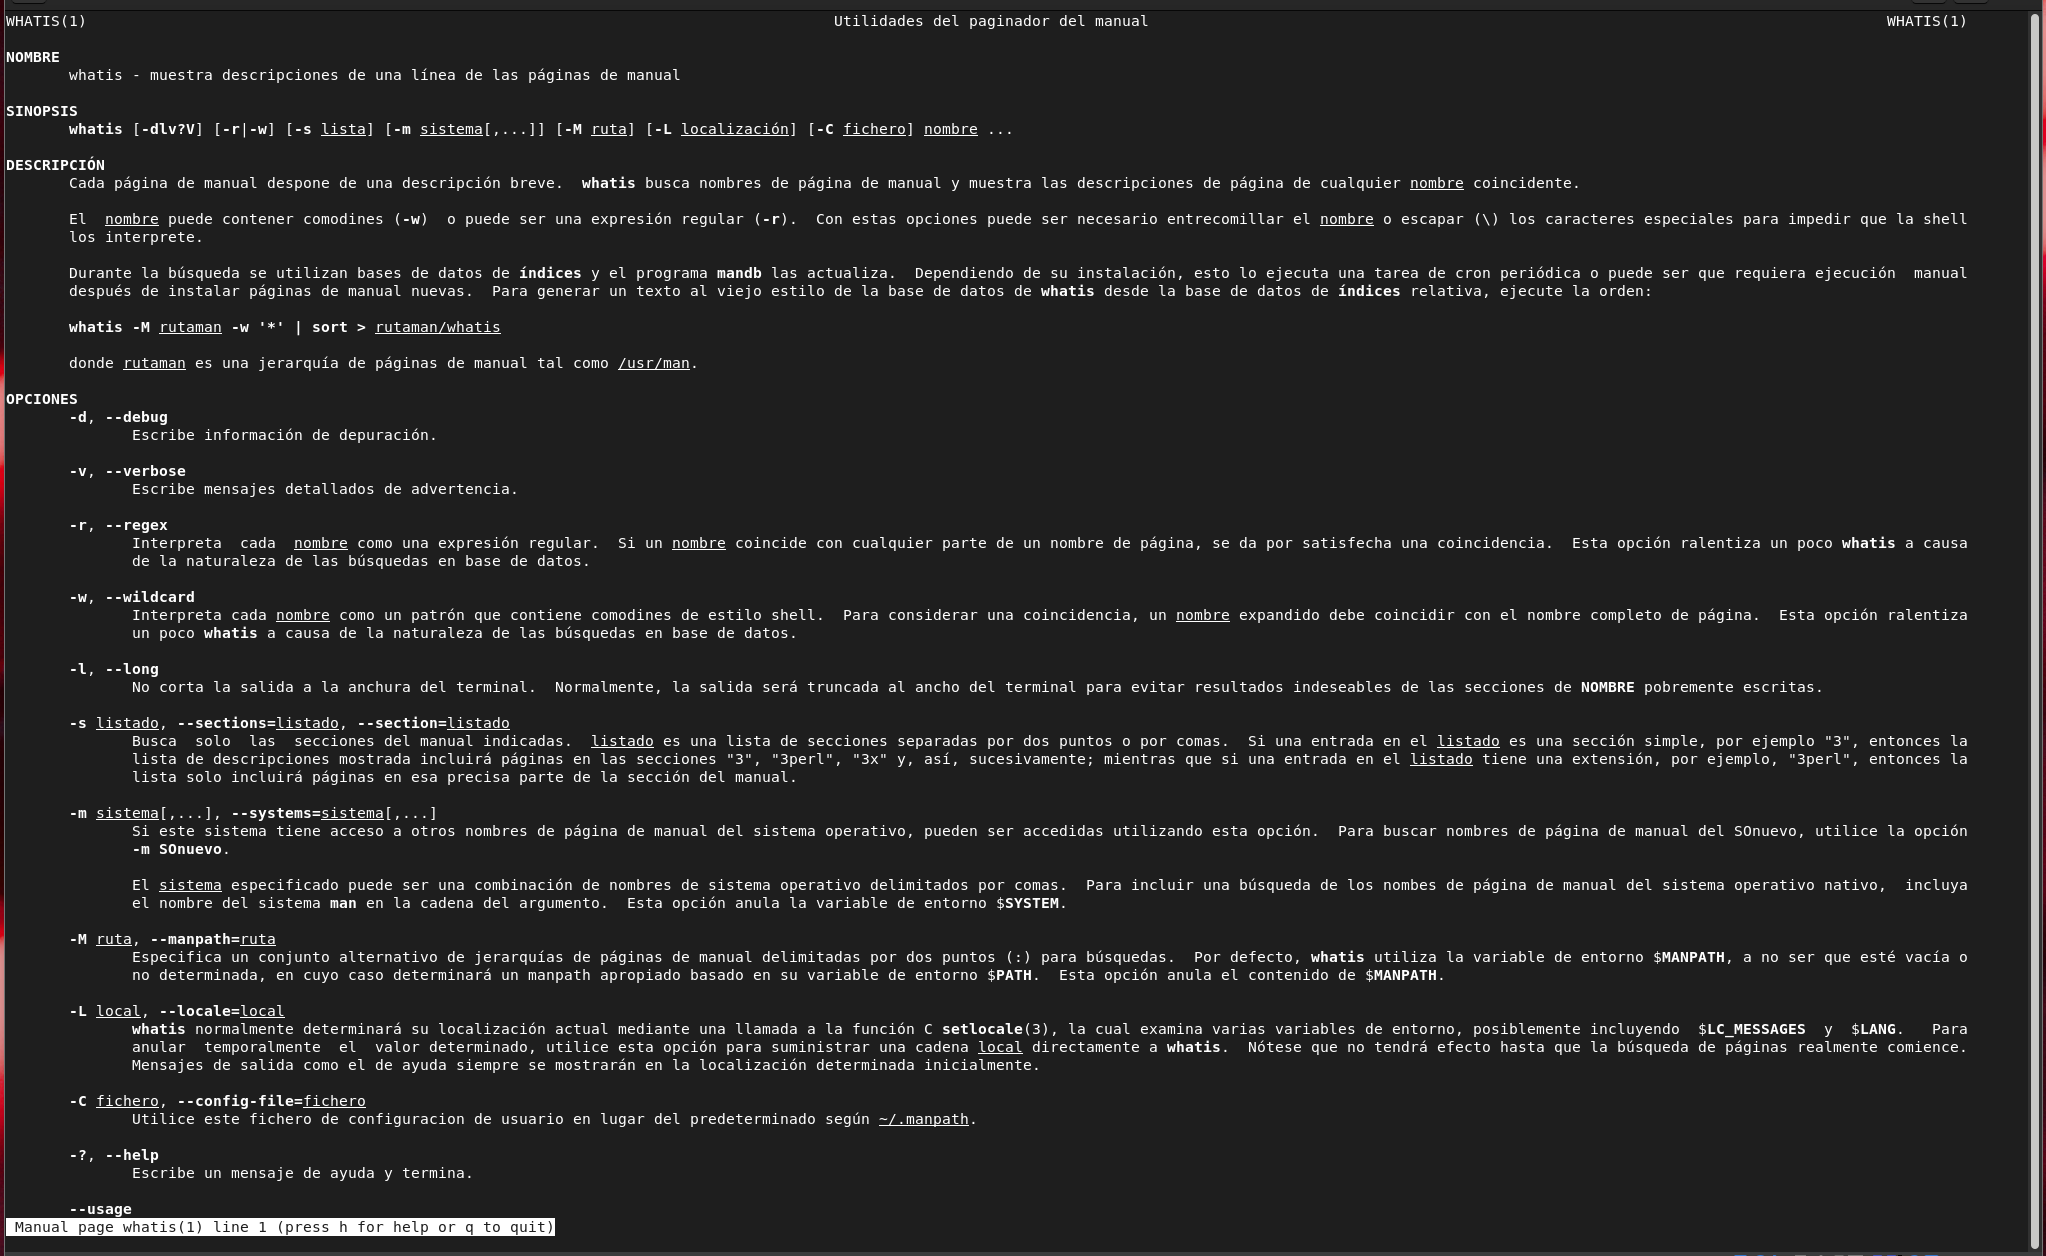 WHATIS(1) Utilidades del paginador del manual WHATIS(1)
NOMBRE
whatis - muestra descripciones de una línea de las páginas de manual
SINOPSIS
whatis [-dlv?V] [-r|-w] [-s lista] [-m sistema[,...]] [-M ruta] [-L localización] [-C fichero] nombre ...
DESCRIPCIÓN
Cada página de manual despone de una descripción breve.  whatis busca nombres de página de manual y muestra las descripciones de página de cualquier nombre coincidente.
El  nombre puede contener comodines (-w)  o puede ser una expresión regular (-r).  Con estas opciones puede ser necesario entrecomillar el nombre o escapar (\) los caracteres especiales para impedir que la shell
los interprete.
Durante la búsqueda se utilizan bases de datos de índices y el programa mandb las actualiza.  Dependiendo de su instalación, esto lo ejecuta una tarea de cron periódica o puede ser que requiera ejecución  manual
después de instalar páginas de manual nuevas.  Para generar un texto al viejo estilo de la base de datos de whatis desde la base de datos de índices relativa, ejecute la orden:
whatis -M rutaman -w '*' | sort > rutaman/whatis
donde rutaman es una jerarquía de páginas de manual tal como /usr/man.
OPCIONES
-d, --debug
Escribe información de depuración.
-v, --verbose
Escribe mensajes detallados de advertencia.
-r, --regex
Interpreta  cada  nombre como una expresión regular.  Si un nombre coincide con cualquier parte de un nombre de página, se da por satisfecha una coincidencia.  Esta opción ralentiza un poco whatis a causa
de la naturaleza de las búsquedas en base de datos.
-w, --wildcard
Interpreta cada nombre como un patrón que contiene comodines de estilo shell.  Para considerar una coincidencia, un nombre expandido debe coincidir con el nombre completo de página.  Esta opción ralentiza
un poco whatis a causa de la naturaleza de las búsquedas en base de datos.
-l, --long
No corta la salida a la anchura del terminal.  Normalmente, la salida será truncada al ancho del terminal para evitar resultados indeseables de las secciones de NOMBRE pobremente escritas.
-s listado, --sections=listado, --section=listado
Busca  solo  las  secciones del manual indicadas.  listado es una lista de secciones separadas por dos puntos o por comas.  Si una entrada en el listado es una sección simple, por ejemplo "3", entonces la
lista de descripciones mostrada incluirá páginas en las secciones "3", "3perl", "3x" y, así, sucesivamente; mientras que si una entrada en el listado tiene una extensión, por ejemplo, "3perl", entonces la
lista solo incluirá páginas en esa precisa parte de la sección del manual.
-m sistema[,...], --systems=sistema[,...]
Si este sistema tiene acceso a otros nombres de página de manual del sistema operativo, pueden ser accedidas utilizando esta opción.  Para buscar nombres de página de manual del SOnuevo, utilice la opción
-m SOnuevo.
El sistema especificado puede ser una combinación de nombres de sistema operativo delimitados por comas.  Para incluir una búsqueda de los nombes de página de manual del sistema operativo nativo,  incluya
el nombre del sistema man en la cadena del argumento.  Esta opción anula la variable de entorno $SYSTEM.
-M ruta, --manpath=ruta
Especifica un conjunto alternativo de jerarquías de páginas de manual delimitadas por dos puntos (:) para búsquedas.  Por defecto, whatis utiliza la variable de entorno $MANPATH, a no ser que esté vacía o
no determinada, en cuyo caso determinará un manpath apropiado basado en su variable de entorno $PATH.  Esta opción anula el contenido de $MANPATH.
-L local, --locale=local
whatis normalmente determinará su localización actual mediante una llamada a la función C setlocale(3), la cual examina varias variables de entorno, posiblemente incluyendo  $LC_MESSAGES  y  $LANG.   Para
anular  temporalmente  el  valor determinado, utilice esta opción para suministrar una cadena local directamente a whatis.  Nótese que no tendrá efecto hasta que la búsqueda de páginas realmente comience.
Mensajes de salida como el de ayuda siempre se mostrarán en la localización determinada inicialmente.
-C fichero, --config-file=fichero
Utilice este fichero de configuracion de usuario en lugar del predeterminado según ~/.manpath.
-?, --help
Escribe un mensaje de ayuda y termina.
--usage
Manual page whatis(1) line 1 (press h for help or q to quit)